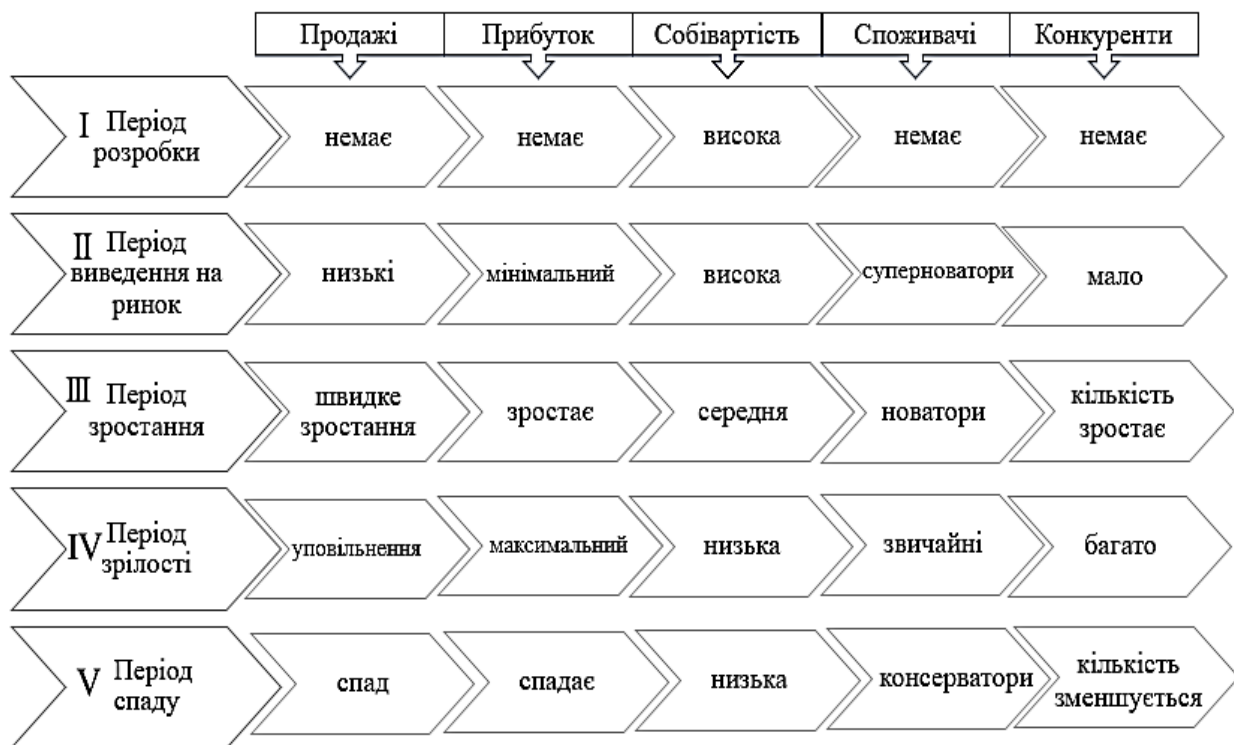 Продажі Прибуток Собівартість Споживачі Конкуренти
I Період
розробки
немає
немає
висока
немає
немає
II Період
виведення на
ринок
низькі
мінімальний
висока
суперноватори
мало
III Період
зростання
швидке
зростання
зростає
середня
новатори
кількість
зростає
IV Період
зрілості
уповільнення
максимальний
низька
звичайні
багато
V Період
спаду
спад
спадає
низька
консерватори
кількість
зменшується